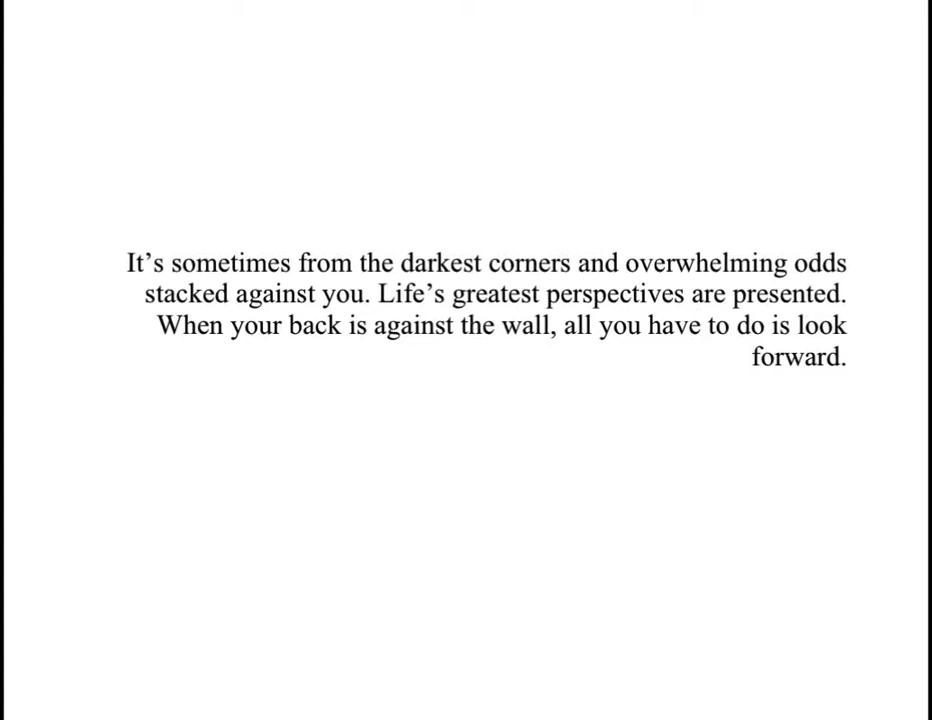 It’s sometimes from the darkest corners and overwhelming odds
stacked against you. Life’s greatest perspectives are presented.
When your back is against the wall, all you have to do is look
forward.